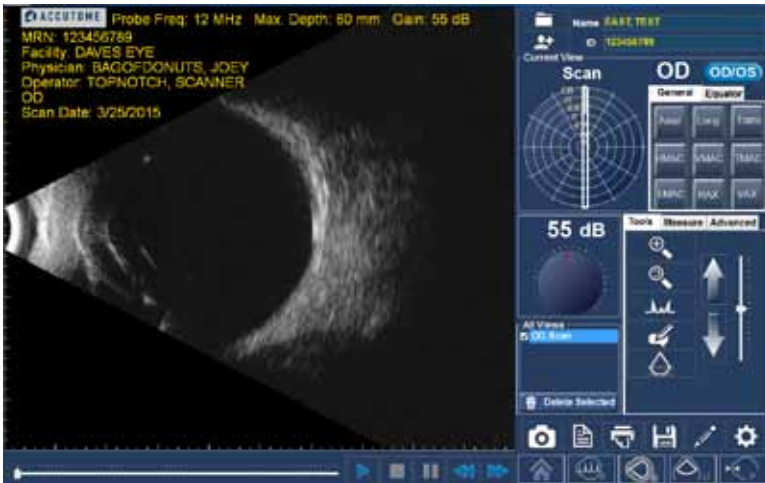 ACCUTOME Probe Freq: 12 MHz Max. Depth: 60 mm Gain: 55 dB
MRN: 123456789
Facility: DAVES EYE
Physician: BAGOFDONUTS, JOEY
Operator: TOPNOTCH, SCANNER
OD
Scan Date: 3/25/2015
Name EAST, TEXT
ID 123456789
Current View
Scan
OD
OD/OS
General Equator
Axial Long Trans
HMAC VMAC TMAC
LMAC HAX VAX
55 dB
Tools Measure Advanced
All Views
OD Scan
Delete Selected